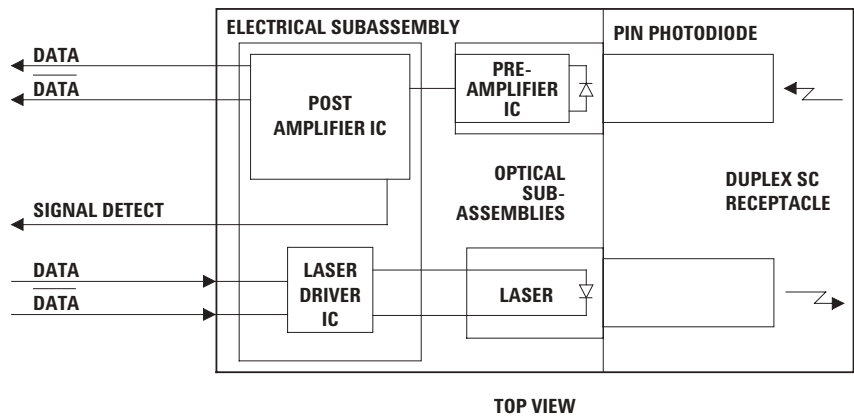 ELECTRICAL SUBASSEMBLY
PIN PHOTODIODE
DATA
DATA
POST
AMPLIFIER IC
PRE-
AMPLIFIER
IC
OPTICAL
SUB-
ASSEMBLIES
DUPLEX SC
RECEPTACLE
SIGNAL DETECT
DATA
DATA
LASER
DRIVER
IC
LASER
TOP VIEW